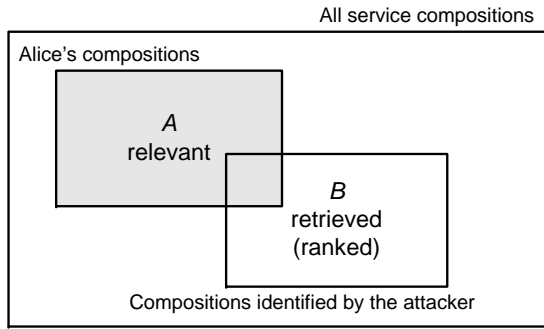 All service compositions
Alice's compositions
A
relevant
B
retrieved
(ranked)
Compositions identified by the attacker